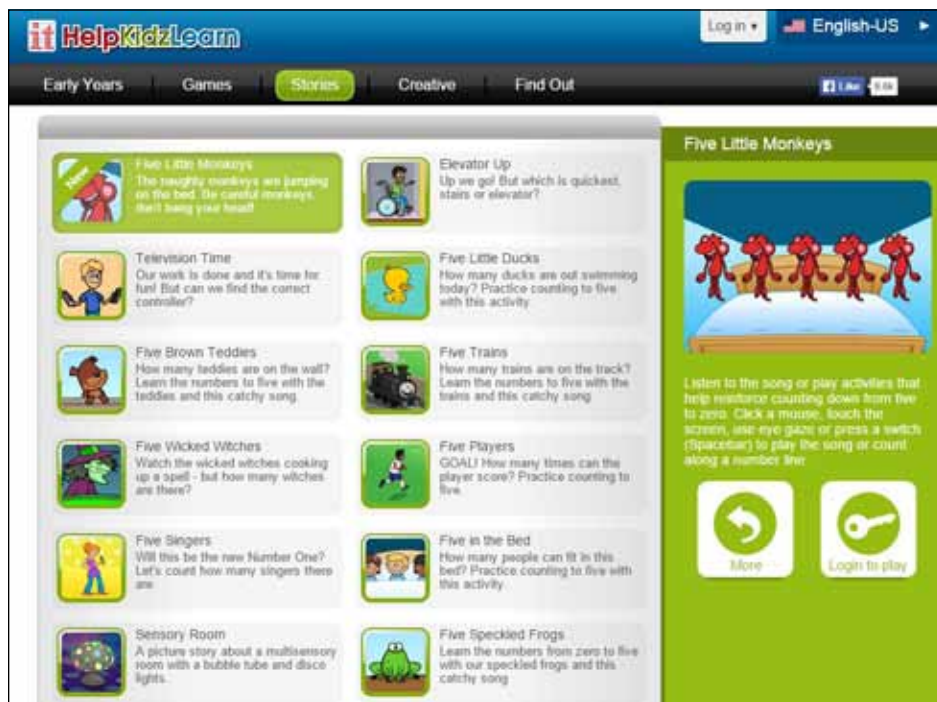 it HelpKidzLearn
Log in
English-US
Early Years
Games
Stories
Creative
Find Out
Like
New
Five Little Monkeys
The naughty monkeys are jumping
on the bed. Be careful monkeys,
don't bang your head!
Elevator Up
Up we go! But which is quickest,
stairs or elevator?
Television Time
Our work is done and it's time for
fun! But can we find the correct
controller?
Five Little Ducks
How many ducks are out swimming
today? Practice counting to five
with this activity
Five Brown Teddies
How many teddies are on the wall?
Learn the numbers to five with the
teddies and this catchy song
Five Trains
How many trains are on the track?
Learn the numbers to five with the
trains and this catchy song
Five Wicked Witches
Watch the wicked witches cooking
up a spell - but how many witches
are there?
Five Players
GOAL! How many times can the
player score? Practice counting to
five.
Five Singers
Will this be the new Number One?
Let's count how many singers there
are
Five in the Bed
How many people can fit in this
bed? Practice counting to five with
this activity
Sensory Room
A picture story about a multisensory
room with a bubble tube and disco
lights.
Five Speckled Frogs
Learn the numbers from zero to five
with our speckled frogs and this
catchy song
Five Little Monkeys
Listen to the song or play activities that
help reinforce counting down from five
to zero. Click a mouse, touch the
screen, use eye gaze or press a switch
(Spacebar) to play the song or count
along a number line
More
Login to play